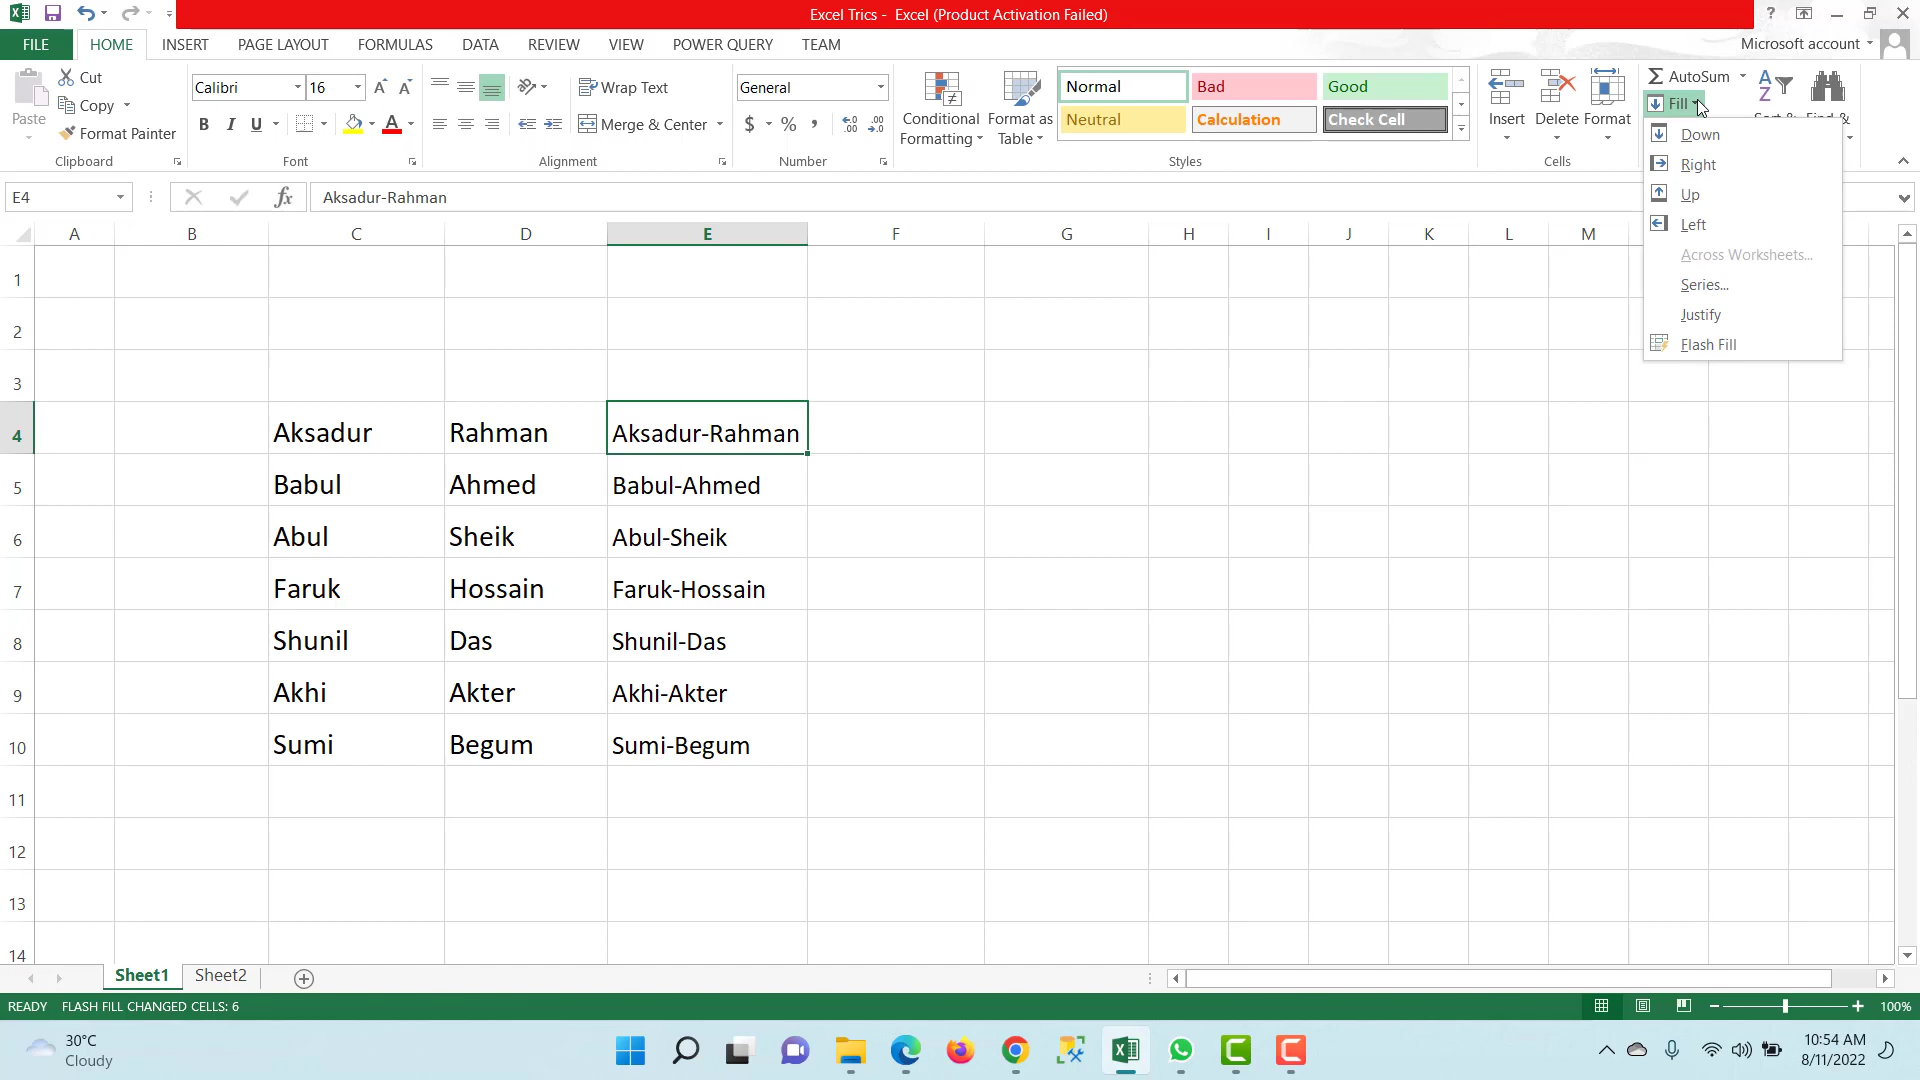 Excel Trics - Excel (Product Activation Failed)
FILE HOME INSERT PAGE LAYOUT FORMULAS DATA REVIEW VIEW POWER QUERY TEAM Microsoft account
Paste
Cut
Copy
Format Painter
Clipboard
Calibri 16
B I U A
Font
Wrap Text
Merge & Center
Alignment
General
$ % ,
Number
Conditional Formatting
Format as Table
Normal Bad Good
Neutral Calculation Check Cell
Styles
Insert Delete Format
Cells
AutoSum
Fill
Down
Right
Up
Left
Across Worksheets...
Series...
Justify
Flash Fill
E4 fx Aksadur-Rahman
A B C D E F G H I J K L M
1
2
3
4 Aksadur Rahman Aksadur-Rahman
5 Babul Ahmed Babul-Ahmed
6 Abul Sheik Abul-Sheik
7 Faruk Hossain Faruk-Hossain
8 Shunil Das Shunil-Das
9 Akhi Akter Akhi-Akter
10 Sumi Begum Sumi-Begum
11
12
13
14
Sheet1 Sheet2
READY FLASH FILL CHANGED CELLS: 6 100%
30°C
Cloudy
10:54 AM
8/11/2022